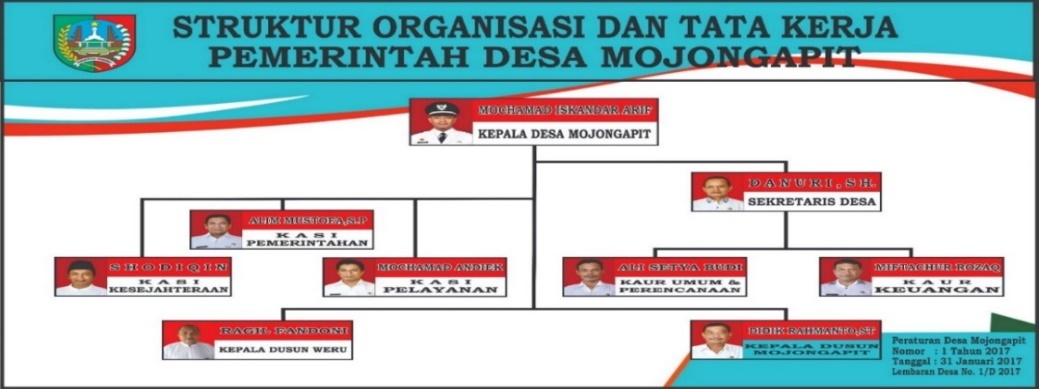 STRUKTUR ORGANISASI DAN TATA KERJA
PEMERINTAH DESA MOJONGAPIT
MOCHAMAD ISKANDAR ARIF
KEPALA DESA MOJONGAPIT
DANURI, SH.
SEKRETARIS DESA
ALIM MUSTOFA,S.P
KASI
PEMERINTAHAN
SHODIQIN
KASI
KESEJAHTERAAN
MOCHAMAD ANDIEK
KASI
PELAYANAN
ALI SETYA BUDI
KAUR UMUM &
PERENCANAAN
MIFTACHUR ROZAQ
KAUR
KEUANGAN
RAGIL FANDONI
KEPALA DUSUN WERU
DIDIK RAHMANTO,ST
KEPALA DUSUN
MOJONGAPIT
Peraturan Desa Mojongapit
Nomor : 1 Tahun 2017
Tanggal : 31 Januari 2017
Lembaran Desa No. 1/D 2017